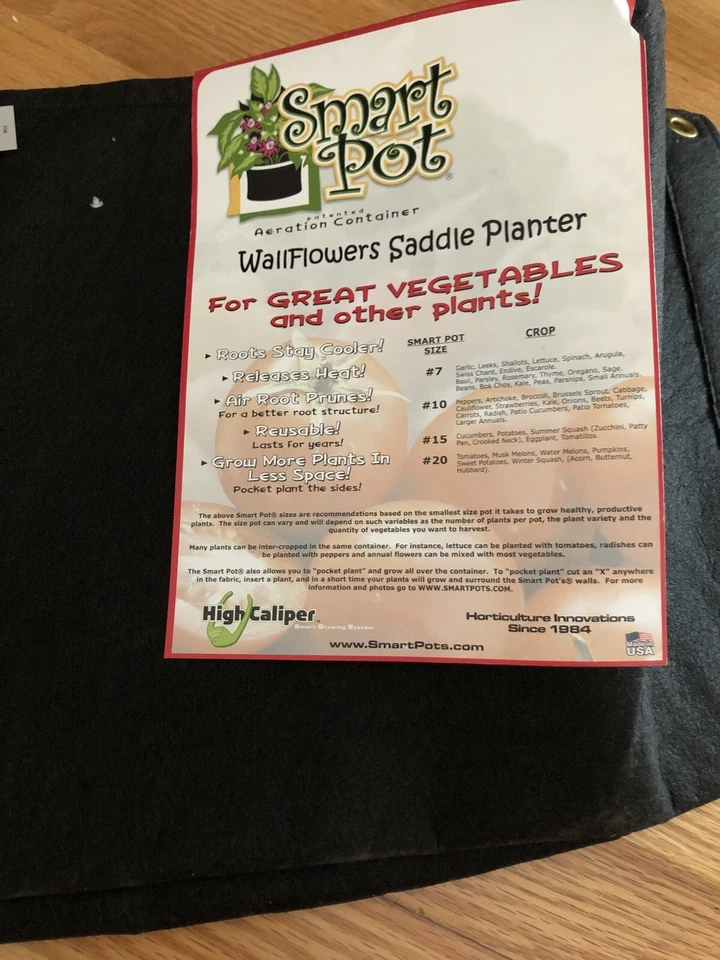 Smart
Pot®
patented
Aeration Container
WallFlowers Saddle Planter
For GREAT VEGETABLES
and other plants!
▸ Roots Stay Cooler!
▸ Releases Heat!
▸ Air Root Prunes!
For a better root structure!
▸ Reusable!
Lasts for years!
▸ Grow More Plants In
Less Space!
Pocket plant the sides!
SMART POT
SIZE
CROP
#7
Garlic, Leeks, Shallots, Lettuce, Spinach, Arugula,
Swiss Chard, Endive, Escarole.
Basil, Parsley, Rosemary, Thyme, Oregano, Sage.
Beans, Bok Choy, Kale, Peas, Parsnips, Small Annuals.
#10
Peppers, Artichoke, Broccoli, Brussels Sprout, Cabbage,
Cauliflower, Strawberries, Kale, Onions, Beets, Turnips,
Carrots, Radish, Patio Cucumbers, Patio Tomatoes,
Larger Annuals.
#15
Cucumbers, Potatoes, Summer Squash (Zucchini, Patty
Pan, Crooked Neck), Eggplant, Tomatillos.
#20
Tomatoes, Musk Melons, Water Melons, Pumpkins,
Sweet Potatoes, Winter Squash, (Acorn, Butternut,
Hubbard).
The above Smart Pot® sizes are recommendations based on the smallest size pot it takes to grow healthy, productive
plants. The size pot can vary and will depend on such variables as the number of plants per pot, the plant variety and the
quantity of vegetables you want to harvest.
Many plants can be inter-cropped in the same container. For instance, lettuce can be planted with tomatoes, radishes can
be planted with peppers and annual flowers can be mixed with most vegetables.
The Smart Pot® also allows you to "pocket plant" and grow all over the container. To "pocket plant" cut an "X" anywhere
in the fabric, insert a plant, and in a short time your plants will grow and surround the Smart Pot's® walls. For more
information and photos go to WWW.SMARTPOTS.COM.
High Caliper™
Smart Growing Systems
Horticulture Innovations
Since 1984
www.SmartPots.com
Made in
USA